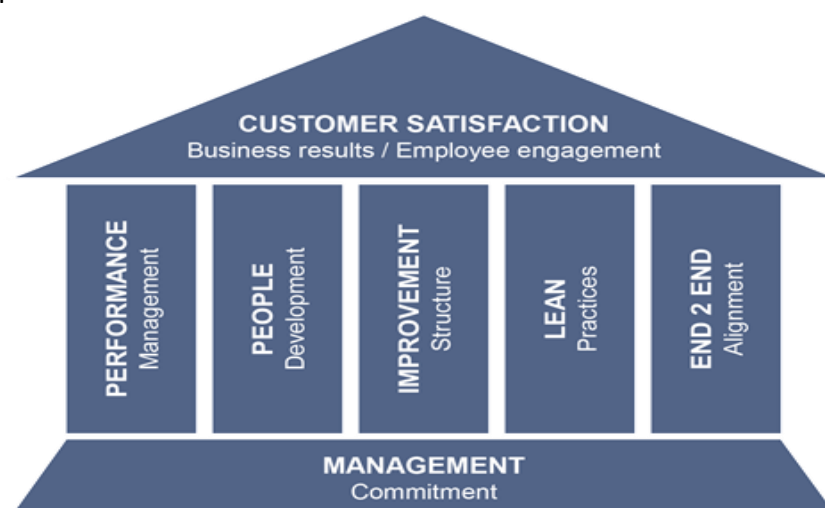 CUSTOMER SATISFACTION
Business results / Employee engagement
PERFORMANCE
Management
PEOPLE
Development
IMPROVEMENT
Structure
LEAN
Practices
END 2 END
Alignment
MANAGEMENT
Commitment